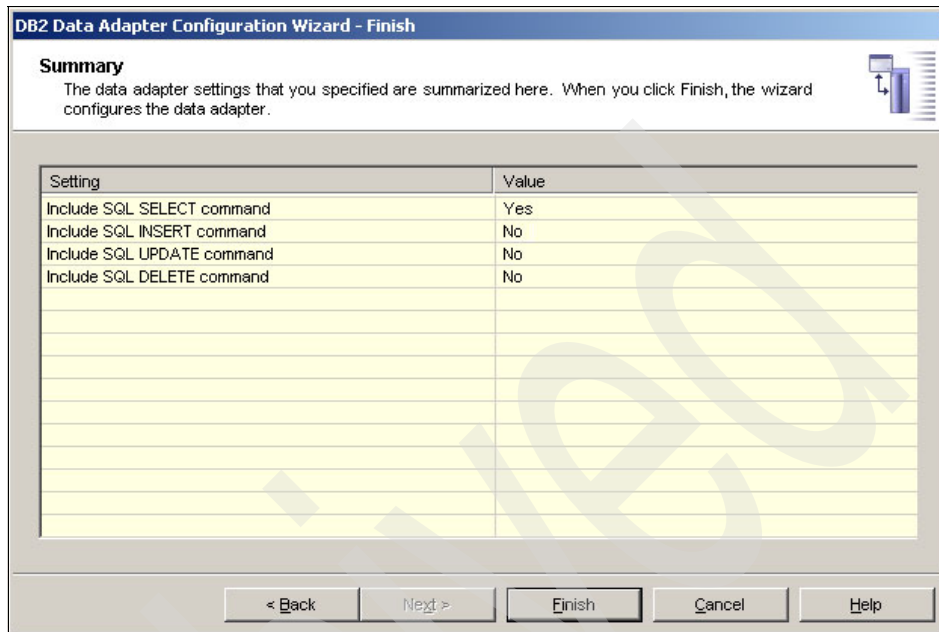 DB2 Data Adapter Configuration Wizard - Finish
Summary
The data adapter settings that you specified are summarized here. When you click Finish, the wizard
configures the data adapter.
Setting Value
Include SQL SELECT command Yes
Include SQL INSERT command No
Include SQL UPDATE command No
Include SQL DELETE command No
< Back Next > Finish Cancel Help